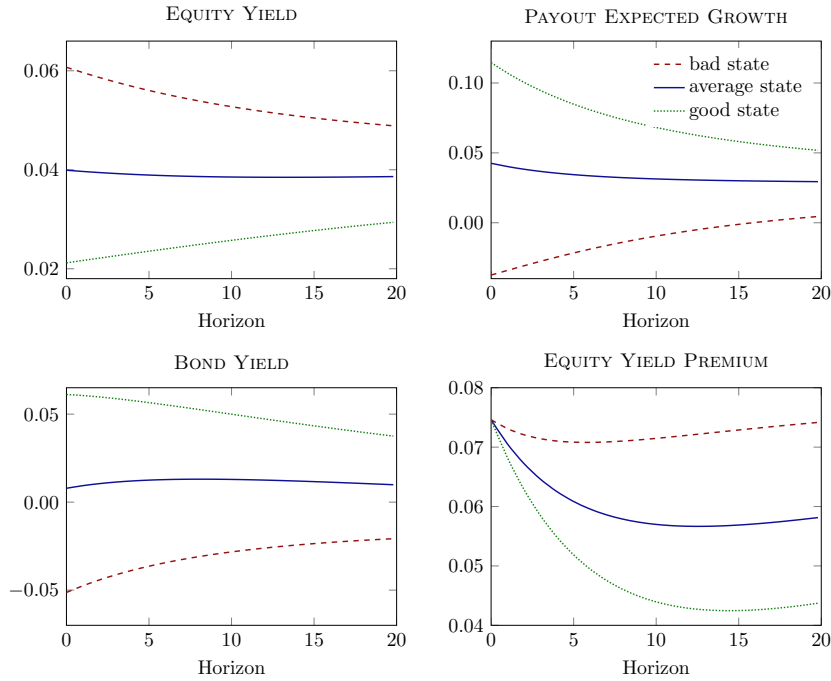 EQUITY YIELD
0.06
0.04
0.02
0 5 10 15 20
Horizon
PAYOUT EXPECTED GROWTH
0.10
0.05
0.00
bad state
average state
good state
0 5 10 15 20
Horizon
BOND YIELD
0.05
0.00
−0.05
0 5 10 15 20
Horizon
EQUITY YIELD PREMIUM
0.08
0.07
0.06
0.05
0.04
0 5 10 15 20
Horizon